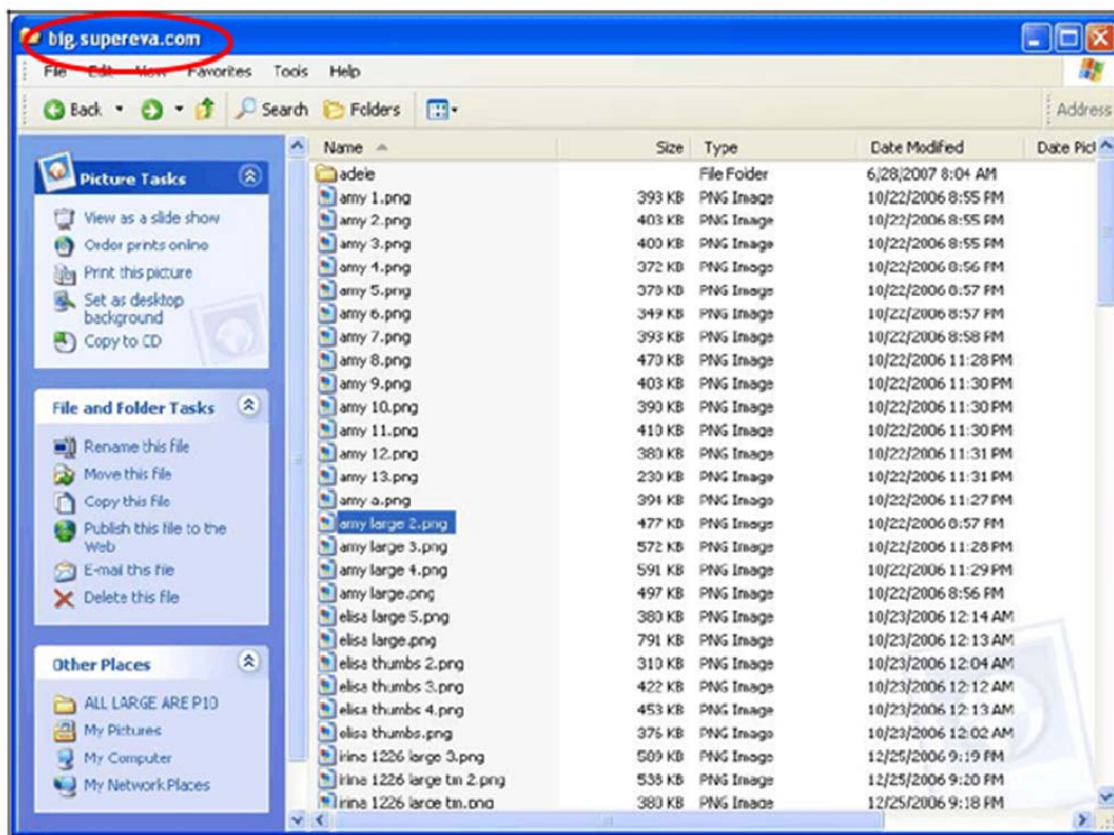 big.supereva.com
File Edit View Favorites Tools Help
Back Search Folders Address
Picture Tasks
View as a slide show
Order prints online
Print this picture
Set as desktop
background
Copy to CD
File and Folder Tasks
Rename this file
Move this file
Copy this file
Publish this file to the
Web
E-mail this file
Delete this file
Other Places
ALL LARGE ARE P10
My Pictures
My Computer
My Network Places
Name Size Type Date Modified Date Pict
adele File Folder 6/28/2007 8:04 AM
amy 1.png 393 KB PNG Image 10/22/2006 8:55 PM
amy 2.png 403 KB PNG Image 10/22/2006 8:55 PM
amy 3.png 400 KB PNG Image 10/22/2006 8:55 PM
amy 4.png 372 KB PNG Image 10/22/2006 8:56 PM
amy 5.png 370 KB PNG Image 10/22/2006 8:57 PM
amy 6.png 349 KB PNG Image 10/22/2006 8:57 PM
amy 7.png 393 KB PNG Image 10/22/2006 8:58 PM
amy 8.png 470 KB PNG Image 10/22/2006 11:28 PM
amy 9.png 403 KB PNG Image 10/22/2006 11:30 PM
amy 10.png 390 KB PNG Image 10/22/2006 11:30 PM
amy 11.png 410 KB PNG Image 10/22/2006 11:30 PM
amy 12.png 380 KB PNG Image 10/22/2006 11:31 PM
amy 13.png 230 KB PNG Image 10/22/2006 11:31 PM
amy a.png 394 KB PNG Image 10/22/2006 11:27 PM
amy large 2.png 477 KB PNG Image 10/22/2006 8:57 PM
amy large 3.png 572 KB PNG Image 10/22/2006 11:28 PM
amy large 4.png 591 KB PNG Image 10/22/2006 11:29 PM
amy large.png 497 KB PNG Image 10/22/2006 8:56 PM
elisa large 5.png 380 KB PNG Image 10/23/2006 12:14 AM
elisa large.png 791 KB PNG Image 10/23/2006 12:13 AM
elisa thumbs 2.png 310 KB PNG Image 10/23/2006 12:04 AM
elisa thumbs 3.png 422 KB PNG Image 10/23/2006 12:12 AM
elisa thumbs 4.png 453 KB PNG Image 10/23/2006 12:13 AM
elisa thumbs.png 376 KB PNG Image 10/23/2006 12:02 AM
irina 1226 large 3.png 509 KB PNG Image 12/25/2006 9:19 PM
irina 1226 large tm 2.png 538 KB PNG Image 12/25/2006 9:20 PM
irina 1226 large tm.png 380 KB PNG Image 12/25/2006 9:18 PM